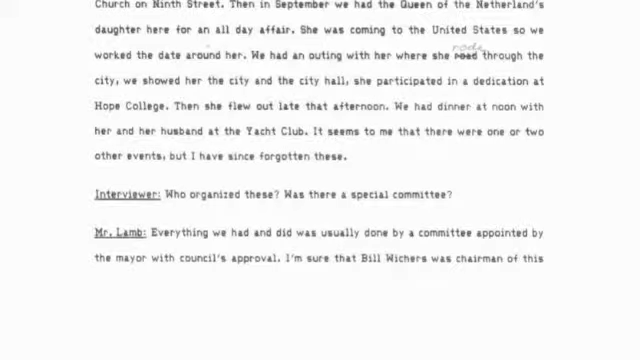 Church on Ninth Street. Then in September we had the Queen of the Netherland's
daughter here for an all day affair. She was coming to the United States so we
worked the date around her. We had an outing with her where she road rode through the
city, we showed her the city and the city hall, she participated in a dedication at
Hope College. Then she flew out late that afternoon. We had dinner at noon with
her and her husband at the Yacht Club. It seems to me that there were one or two
other events, but I have since forgotten these.
Interviewer: Who organized these? Was there a special committee?
Mr. Lamb: Everything we had and did was usually done by a committee appointed by
the mayor with council's approval. I'm sure that Bill Wichers was chairman of this